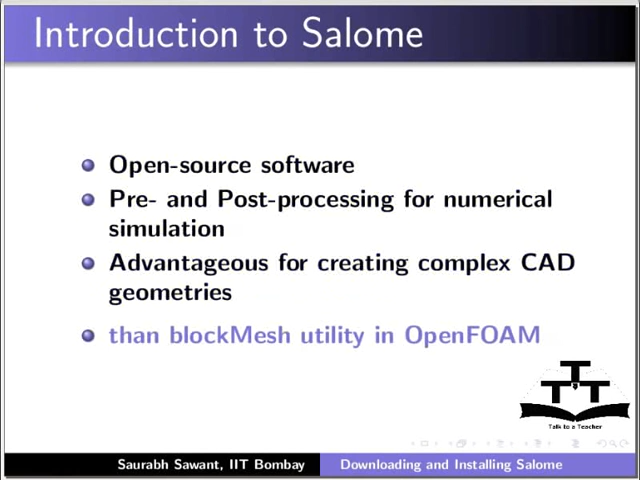 Introduction to Salome
Open-source software
Pre- and Post-processing for numerical
simulation
Advantageous for creating complex CAD
geometries
than blockMesh utility in OpenFOAM
T T T
Talk to a Teacher
Saurabh Sawant, IIT Bombay
Downloading and Installing Salome